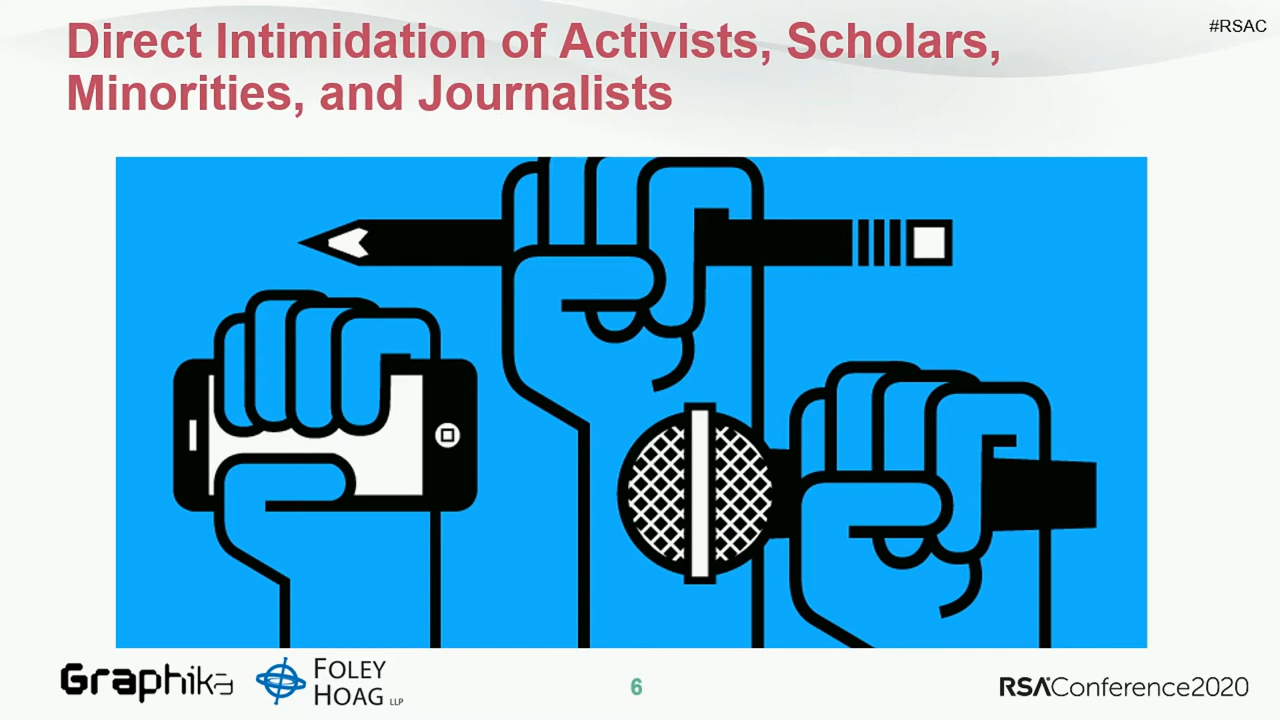 #RSAC
Direct Intimidation of Activists, Scholars,
Minorities, and Journalists
Graphika
FOLEY
HOAG LLP
6
RSAConference2020